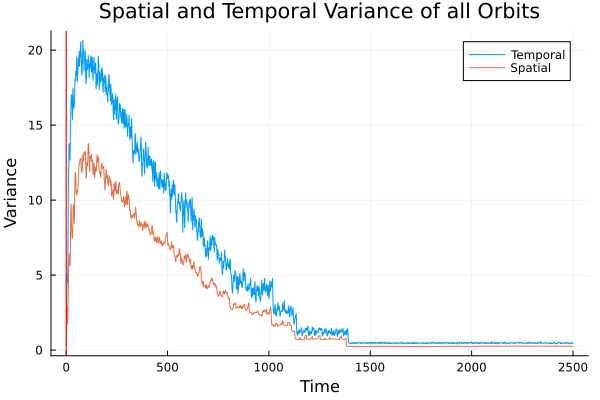 Spatial and Temporal Variance of all Orbits
Temporal
Spatial
Variance
20
15
10
5
0
0 500 1000 1500 2000 2500
Time